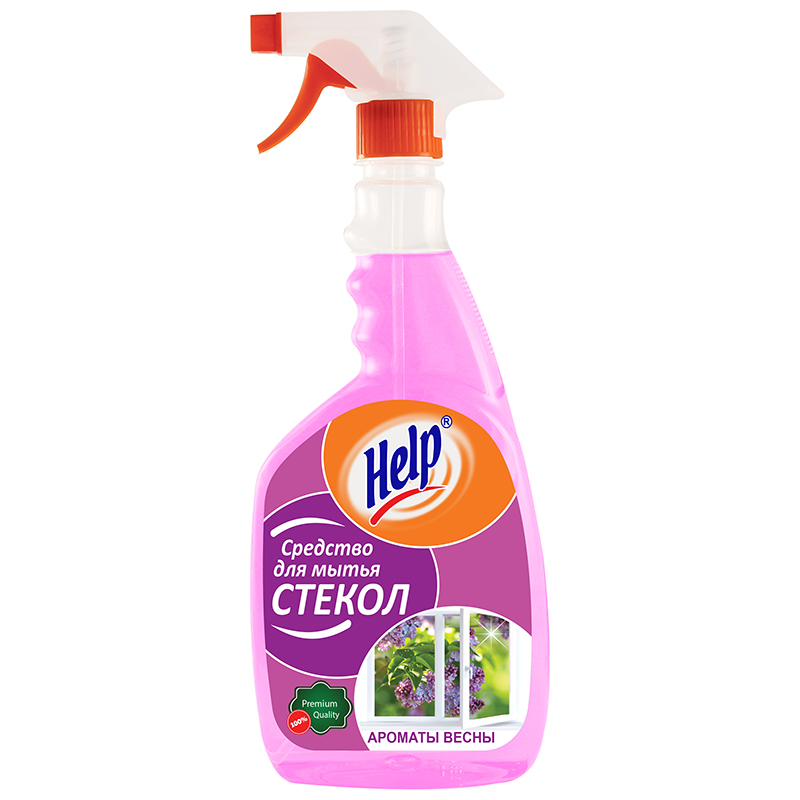 Help®
Средство
для мытья
СТЕКОЛ
Premium
Quality
100%
АРОМАТЫ ВЕСНЫ